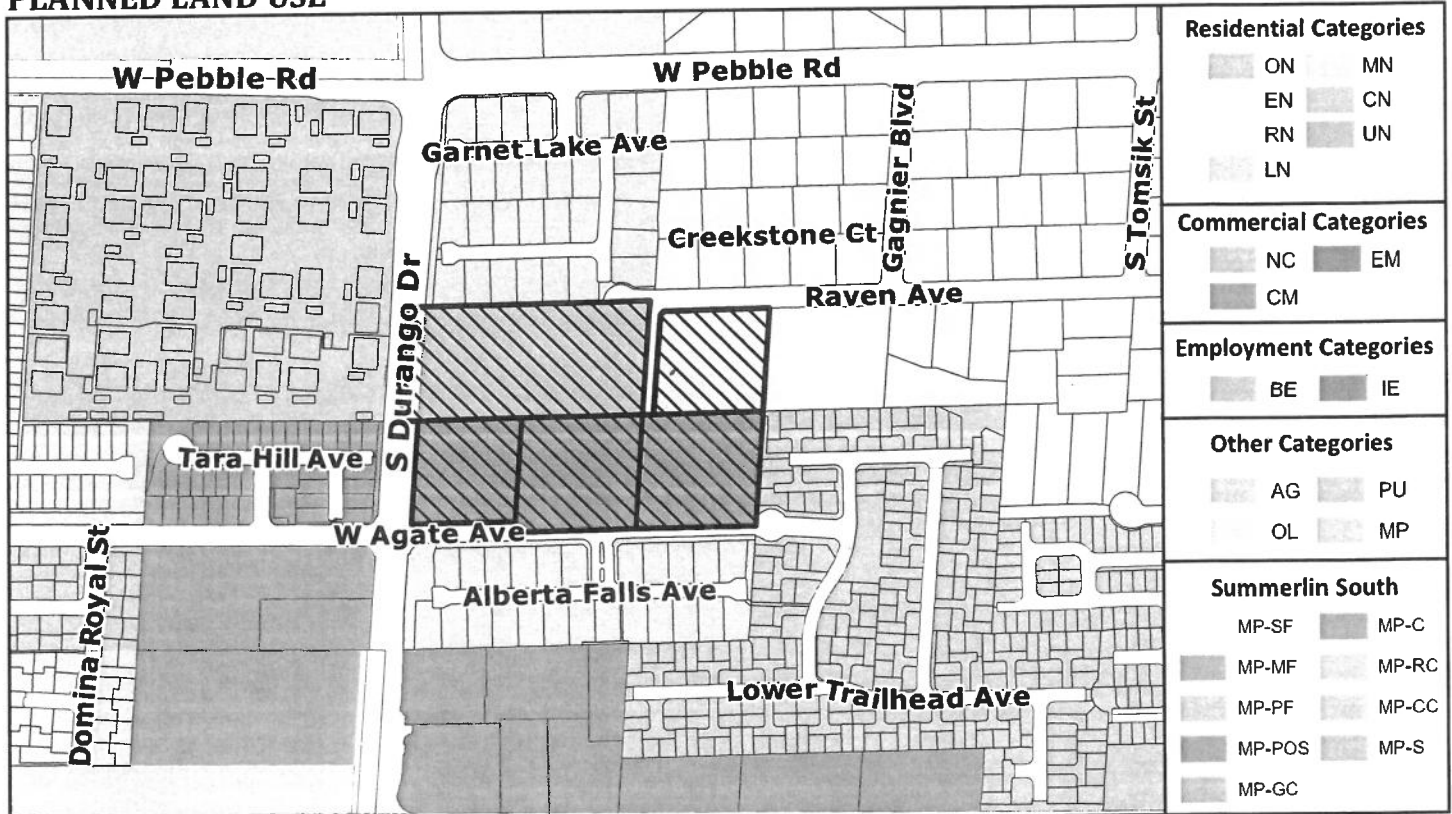 PLANNED LAND USE
W Pebble Rd
W Pebble Rd
Garnet Lake Ave
Gagnier Blvd
S Tomsik St
Creekstone Ct
S Durango Dr
Raven Ave
Tara Hill Ave
W Agate Ave
Domina Royal St
Alberta Falls Ave
Lower Trailhead Ave
Residential Categories
ON MN
EN CN
RN UN
LN
Commercial Categories
NC EM
CM
Employment Categories
BE IE
Other Categories
AG PU
OL MP
Summerlin South
MP-SF MP-C
MP-MF MP-RC
MP-PF MP-CC
MP-POS MP-S
MP-GC